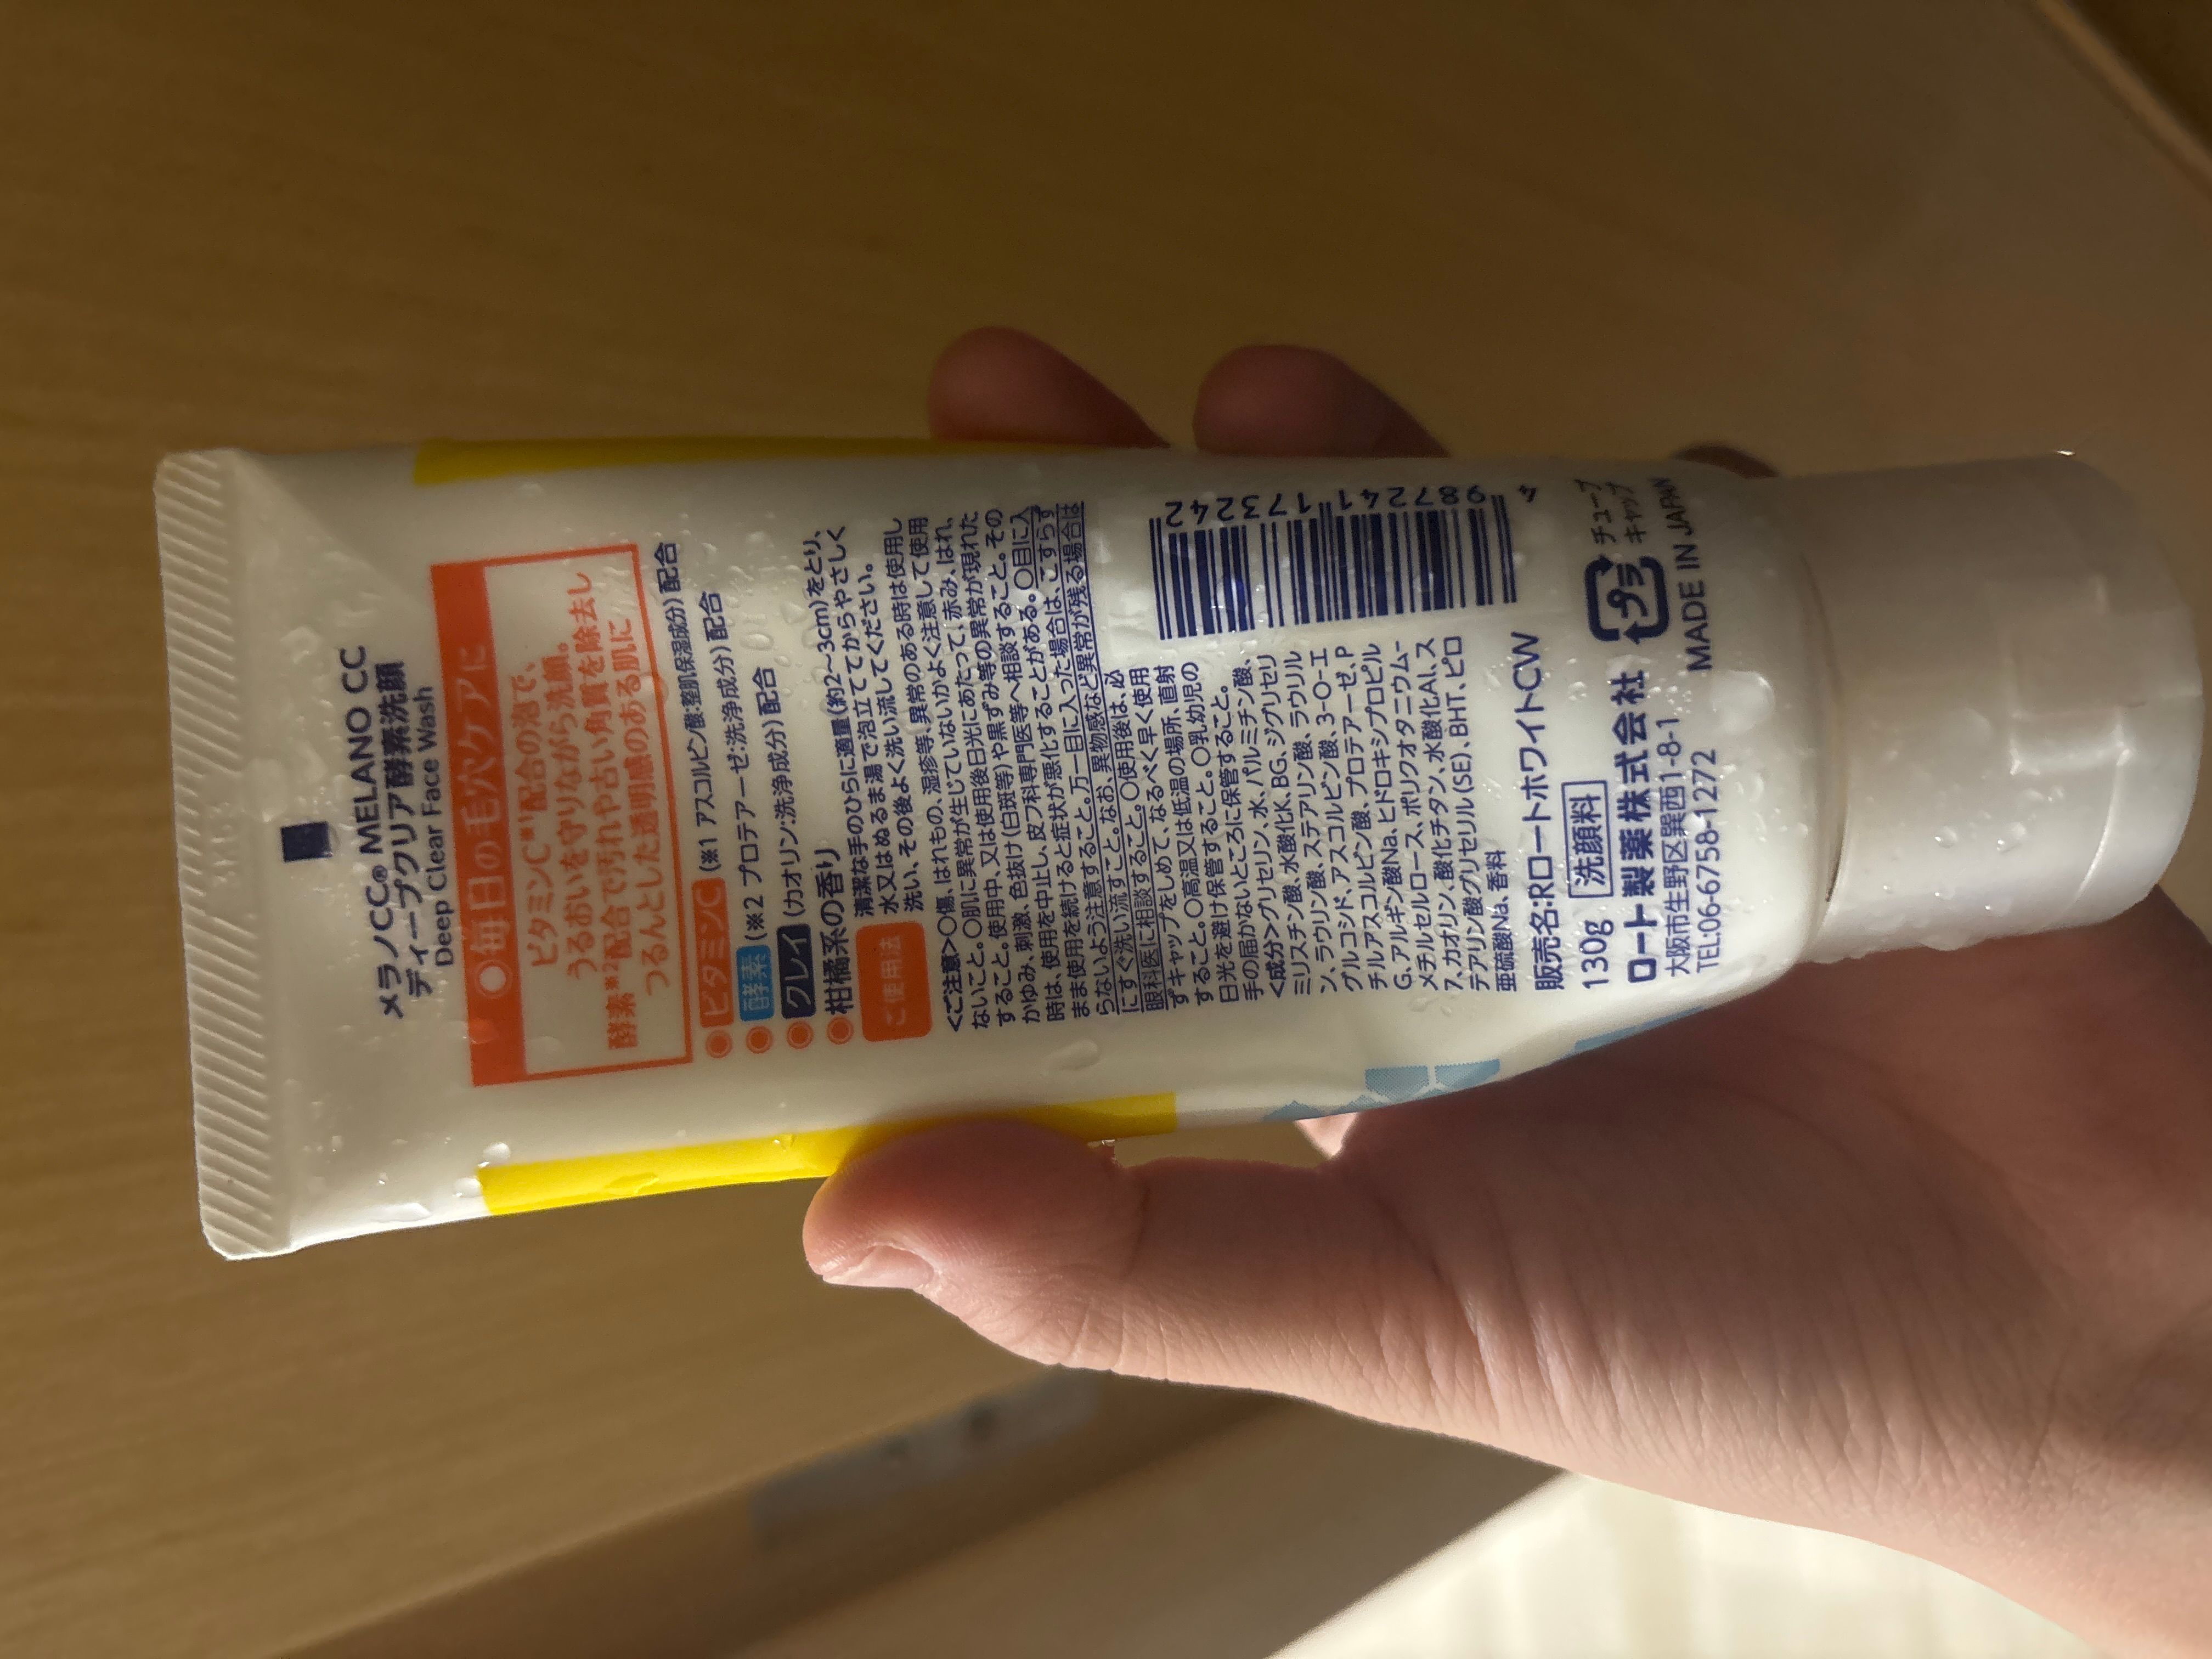 メラノCC® MELANO CC
ディープクリア酵素洗顔
Deep Clear Face Wash
毎日の毛穴ケアに
ビタミンC※1配合の泡で、
うるおいを守りながら洗顔。
酵素※2配合で汚れや古い角質を除去し
つるんとした透明感のある肌に
ビタミンC (※1 アスコルビン酸:整肌保湿成分) 配合
酵素 (※2 プロテアーゼ:洗浄成分) 配合
クレイ (カオリン:洗浄成分) 配合
柑橘系の香り
ご使用法
清潔な手のひらに適量(約2~3cm)をとり、
水又はぬるま湯で泡立ててからやさしく
洗い、その後よく洗い流してください。
<ご注意>○傷、はれもの、湿疹等、異常のある時は使用し
ないこと。○肌に異常が生じていないかよく注意して使用
すること。使用中、又は使用後日光にあたって、赤み、はれ、
かゆみ、刺激、色抜け(白斑等)や黒ずみ等の異常が現れた
時は、使用を中止し、皮フ科専門医等へ相談すること。その
まま使用を続けると症状が悪化することがある。○目に入
らないよう注意すること。万一目に入った場合は、こすらず
にすぐ洗い流すこと。なお、異物感など異常が残る場合は
眼科医に相談すること。○使用後は、必
ずキャップをしめて、なるべく早く使用
すること。○高温又は低温の場所、直射
日光を避け保管すること。○乳幼児の
手の届かないところに保管すること。
<成分>グリセリン、水、パルミチン酸、
ミリスチン酸、水酸化K、BG、ジグリセリ
ン、ラウリン酸、ステアリン酸、ラウリル
グルコシド、アスコルビン酸、3-O-エ
チルアスコルビン酸、プロテアーゼ、P
G、アルギン酸Na、ヒドロキシプロピル
メチルセルロース、ポリクオタニウム-
7、カオリン、酸化チタン、水酸化Al、ス
テアリン酸グリセリル(SE)、BHT、ピロ
亜硫酸Na、香料
4 987241 173242
販売名:Rロートホワイトcw
130g 洗顔料
ロート製薬株式会社
大阪市生野区巽西1-8-1
TEL:06-6758-1272
プラ
チューブ
キャップ
MADE IN JAPAN